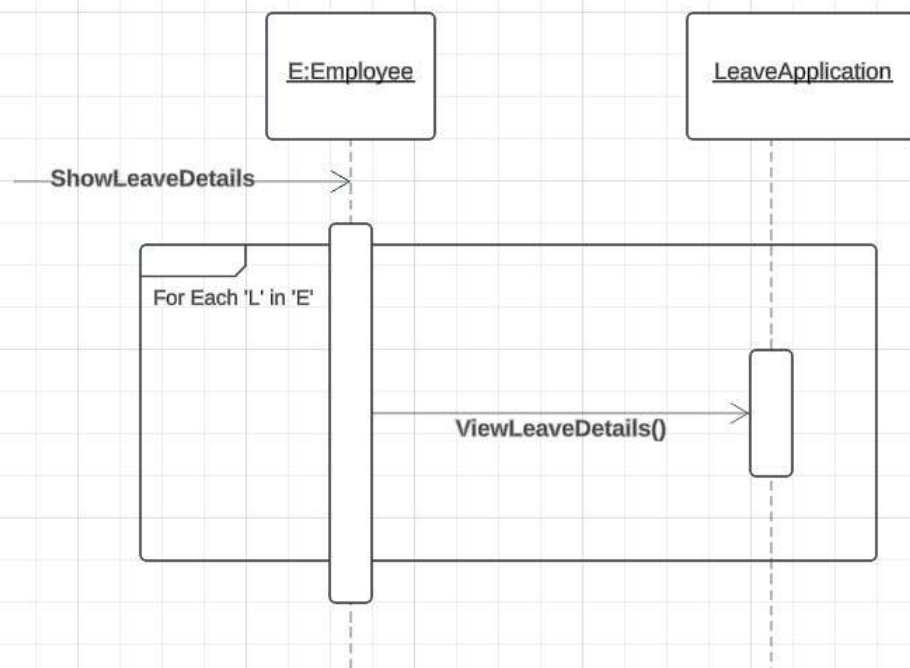 E:Employee
LeaveApplication
ShowLeaveDetails
For Each 'L' in 'E'
ViewLeaveDetails()